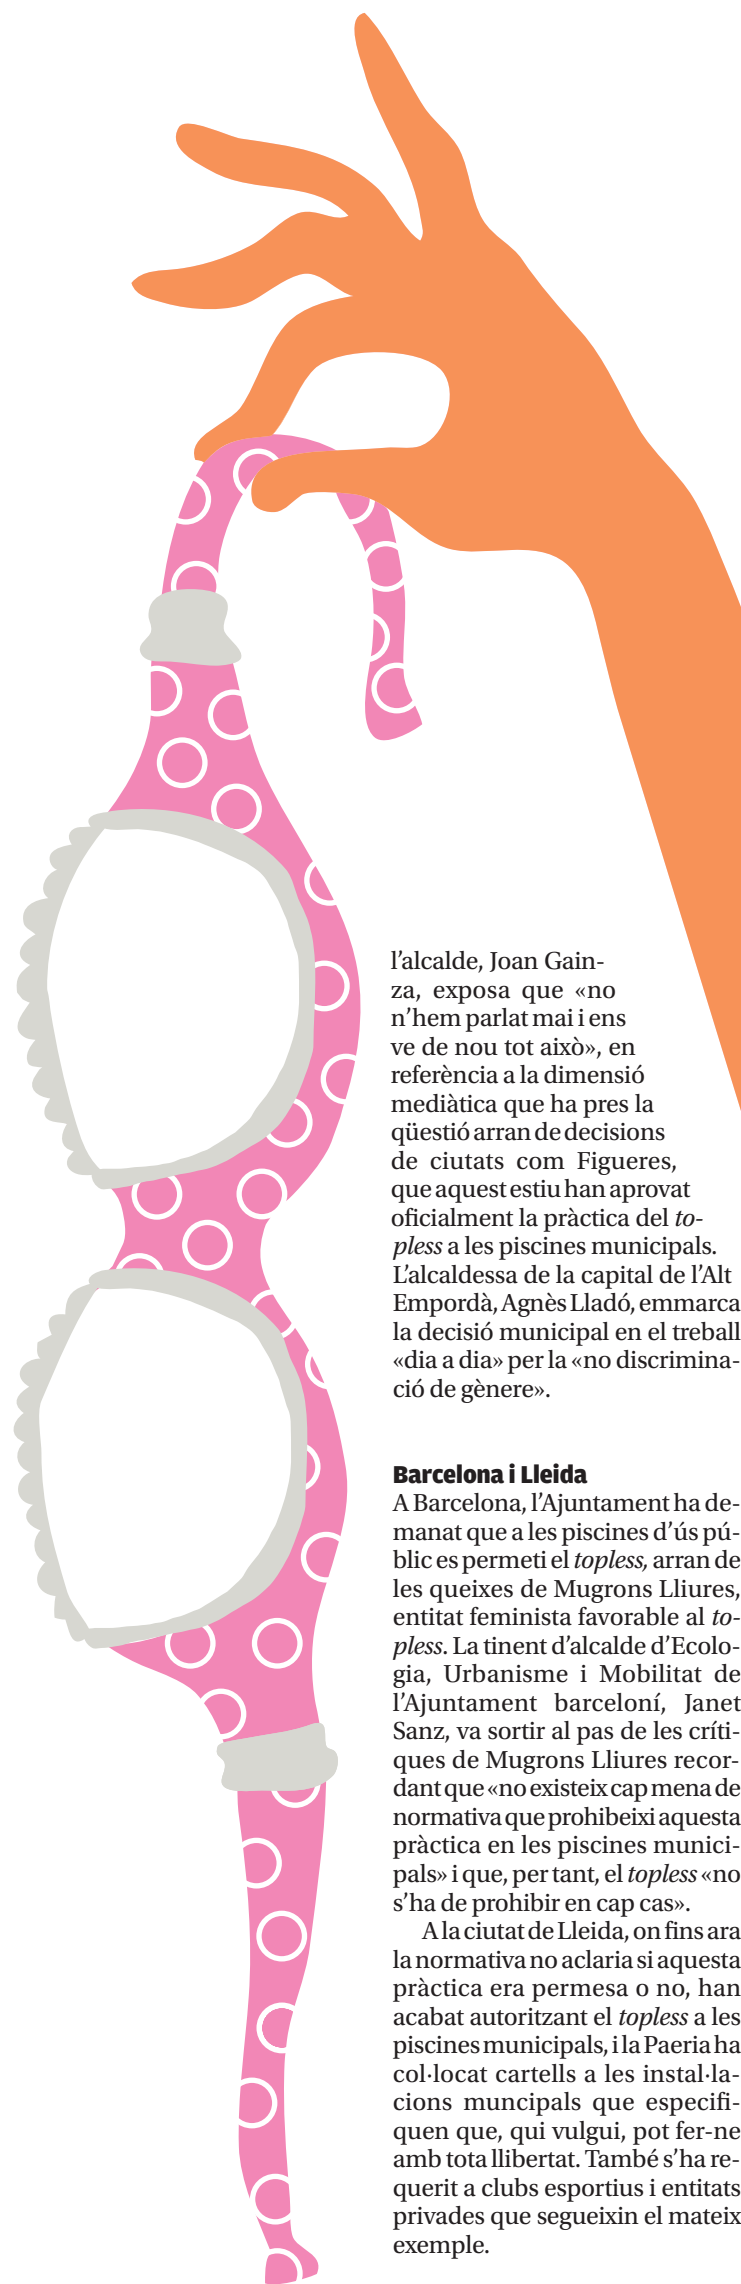 l'alcalde, Joan Gain-
za, exposa que «no
n'hem parlat mai i ens
ve de nou tot això», en
referència a la dimensió
mediàtica que ha pres la
qüestió arran de decisions
de ciutats com Figueres,
que aquest estiu han aprovat
oficialment la pràctica del to-
pless a les piscines municipals.
L'alcaldessa de la capital de l'Alt
Empordà, Agnès Lladó, emmarca
la decisió municipal en el treball
«dia a dia» per la «no discrimina-
ció de gènere».
Barcelona i Lleida
A Barcelona, l'Ajuntament ha de-
manat que a les piscines d'ús pú-
blic es permeti el topless, arran de
les queixes de Mugrons Lliures,
entitat feminista favorable al to-
pless. La tinent d'alcalde d'Ecolo-
gia, Urbanisme i Mobilitat de
l'Ajuntament barceloní, Janet
Sanz, va sortir al pas de les críti-
ques de Mugrons Lliures recor-
dant que «no existeix cap mena de
normativa que prohibeixi aquesta
pràctica en les piscines munici-
pals» i que, per tant, el topless «no
s'ha de prohibir en cap cas».
A la ciutat de Lleida, on fins ara
la normativa no aclaria si aquesta
pràctica era permesa o no, han
acabat autoritzant el topless a les
piscines municipals, i la Paeria ha
col·locat cartells a les instal·la-
cions muncipals que especifi-
quen que, qui vulgui, pot fer-ne
amb tota llibertat. També s'ha re-
querit a clubs esportius i entitats
privades que segueixin el mateix
exemple.